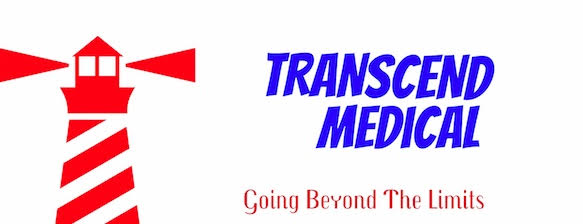 TRANSCEND
MEDICAL
Going Beyond The Limits